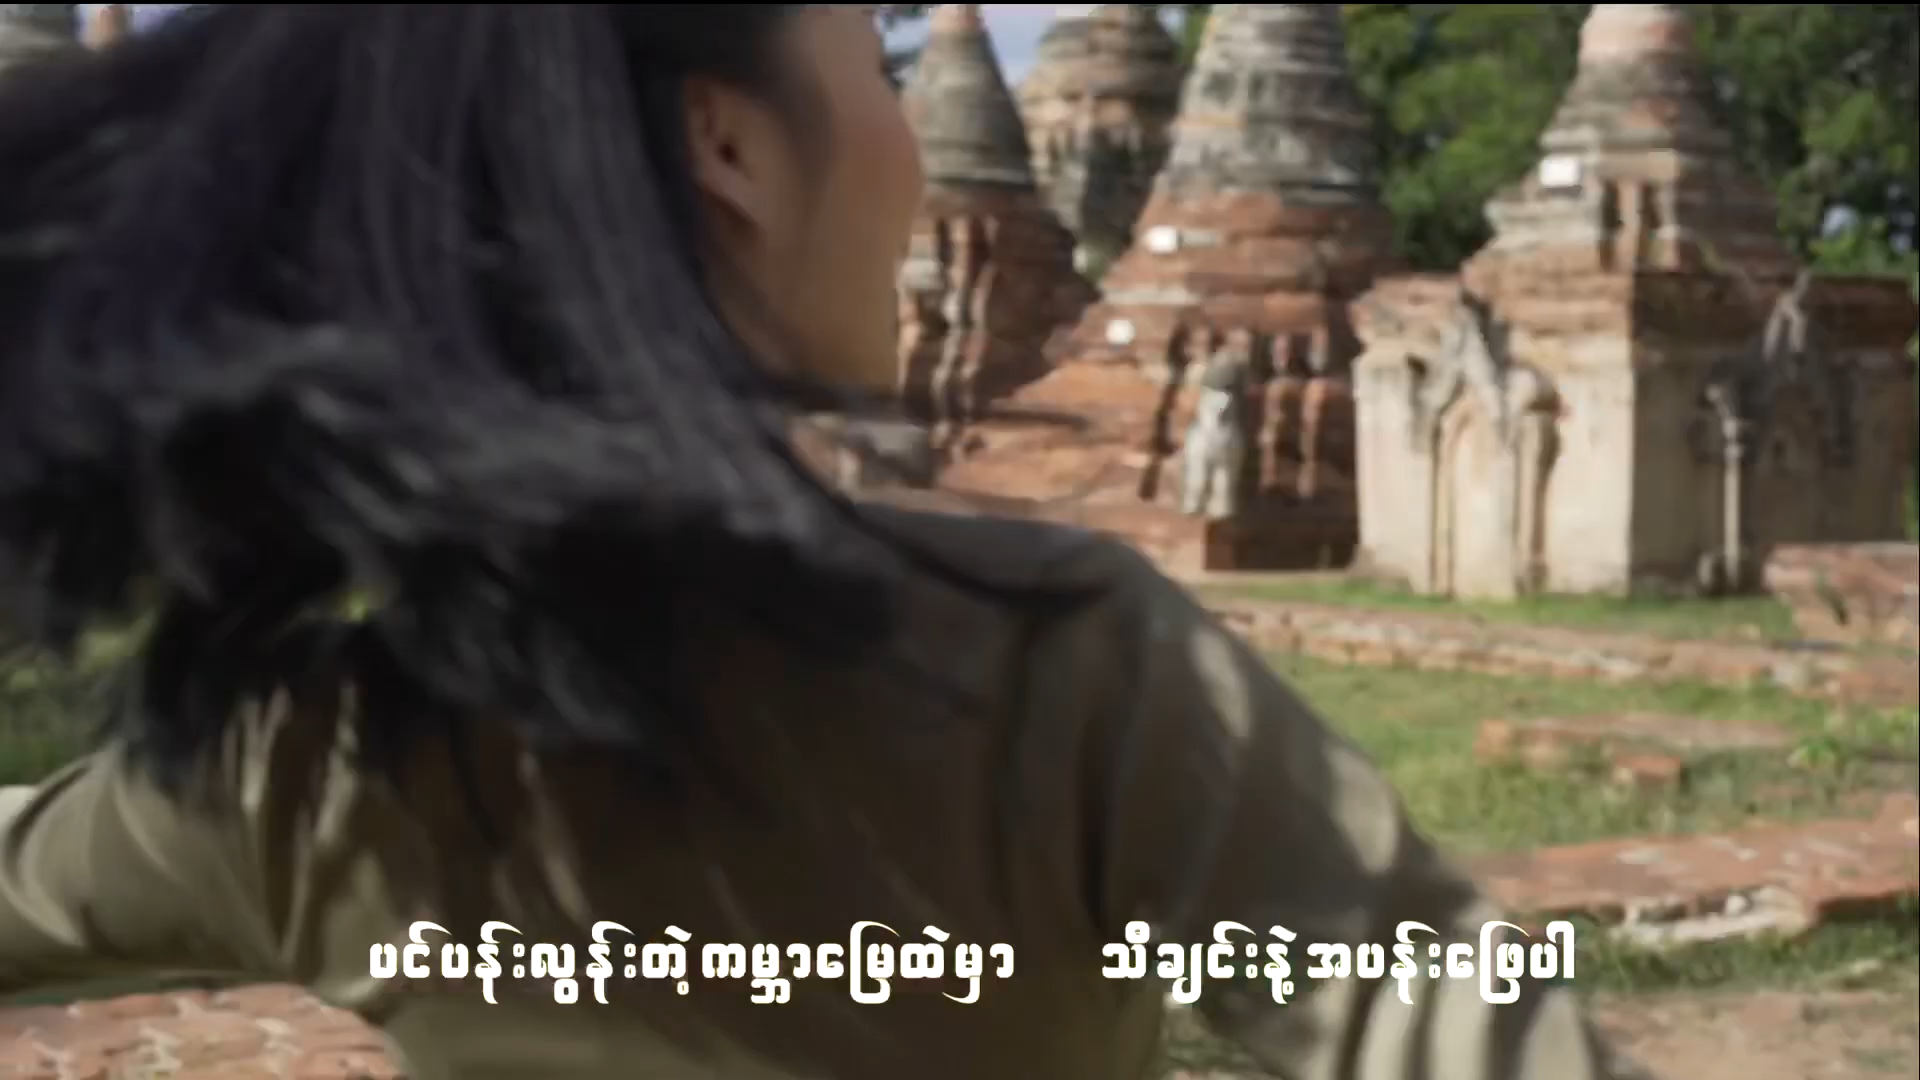 ပင်ပန်းလွန်းတဲ့ ကမ္ဘာမြေထဲမှာ သီချင်းနဲ့ အပန်းဖြေပါ